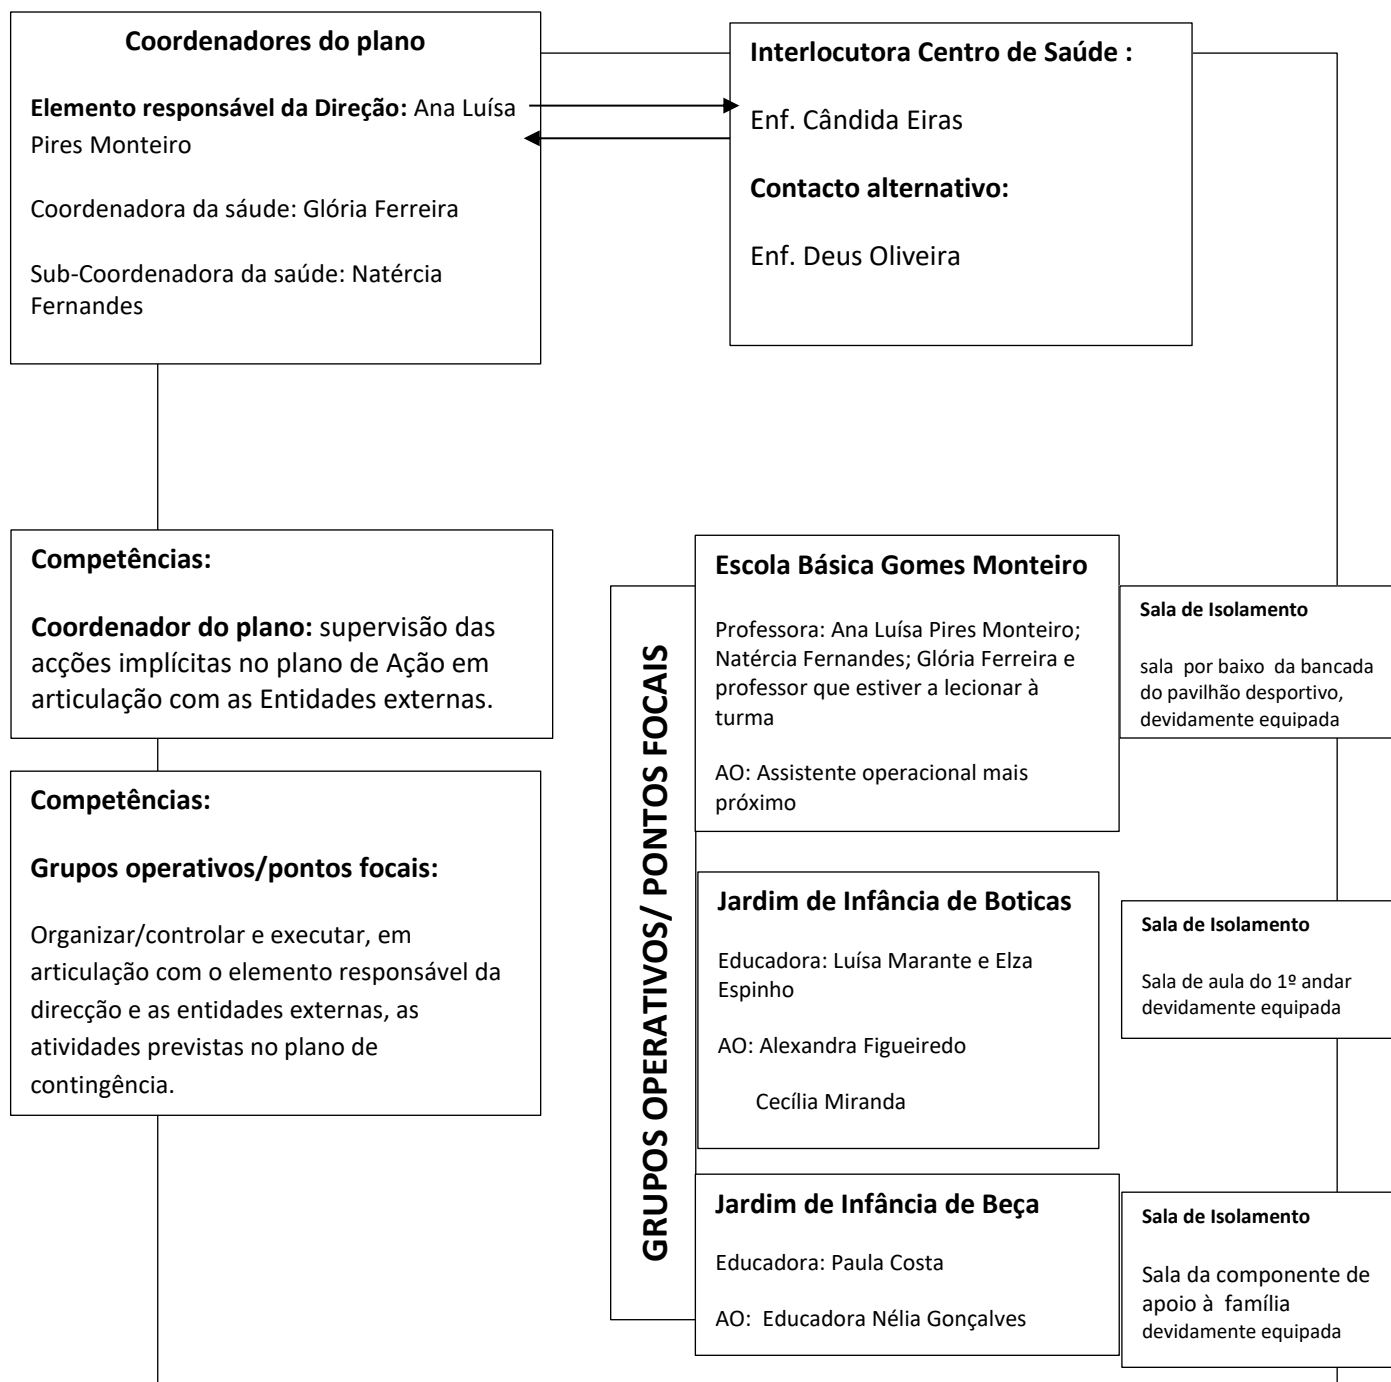 Coordenadores do plano
Elemento responsável da Direção: Ana Luísa
Pires Monteiro
Coordenadora da sáude: Glória Ferreira
Sub-Coordenadora da saúde: Natércia
Fernandes
Interlocutora Centro de Saúde :
Enf. Cândida Eiras
Contacto alternativo:
Enf. Deus Oliveira
Competências:
Coordenador do plano: supervisão das
acções implícitas no plano de Ação em
articulação com as Entidades externas.
Competências:
Grupos operativos/pontos focais:
Organizar/controlar e executar, em
articulação com o elemento responsável da
direcção e as entidades externas, as
atividades previstas no plano de
contingência.
GRUPOS OPERATIVOS/ PONTOS FOCAIS
Escola Básica Gomes Monteiro
Professora: Ana Luísa Pires Monteiro;
Natércia Fernandes; Glória Ferreira e
professor que estiver a lecionar à
turma
AO: Assistente operacional mais
próximo
Sala de Isolamento
sala por baixo da bancada
do pavilhão desportivo,
devidamente equipada
Jardim de Infância de Boticas
Educadora: Luísa Marante e Elza
Espinho
AO: Alexandra Figueiredo
Cecília Miranda
Sala de Isolamento
Sala de aula do 1º andar
devidamente equipada
Jardim de Infância de Beça
Educadora: Paula Costa
AO: Educadora Nélia Gonçalves
Sala de Isolamento
Sala da componente de
apoio à família
devidamente equipada